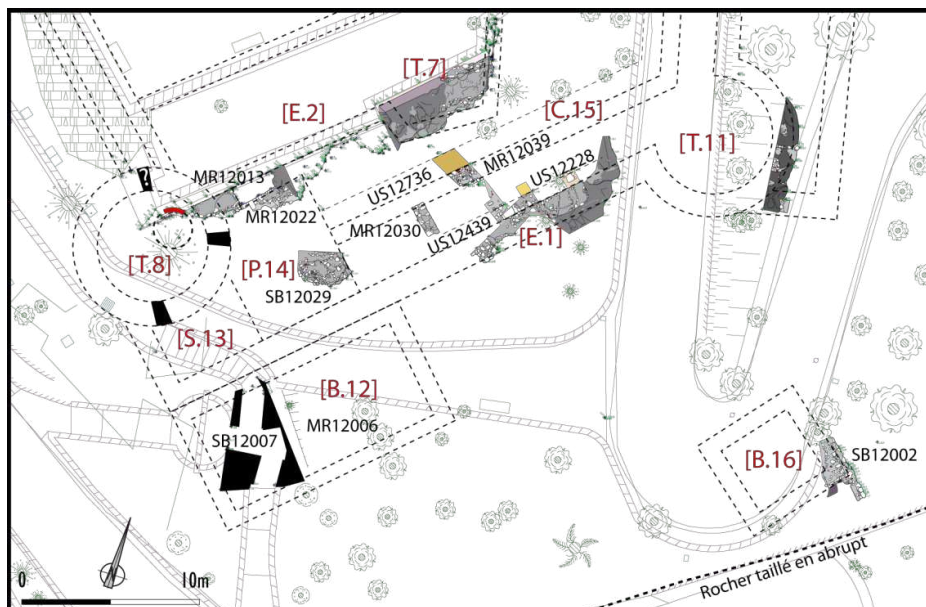 [T.7]
[E.2]
[C.15]
[T.11]
MR12013
MR12022
US12736
MR12039
US12228
MR12030
US12439
[E.1]
[T.8]
[P.14]
SB12029
[S.13]
[B.12]
MR12006
SB12007
[B.16]
SB12002
?
Rocher taillé en abrupt
0
10m